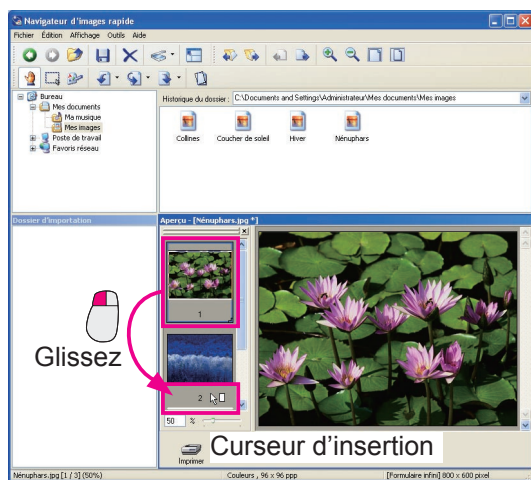 Navigateur d'images rapide
Fichier Édition Affichage Outils Aide
Bureau
Mes documents
Ma musique
Mes images
Poste de travail
Favoris réseau
Historique du dossier : C:\Documents and Settings\Administrateur\Mes documents\Mes images
Collines Coucher de soleil Hiver Nénuphars
Dossier d'importation
Aperçu - [Nénuphars.jpg *]
1
Glissez
2
50 %
Imprimer
Curseur d'insertion
Nénuphars.jpg [1 / 3] (50%) Couleurs , 96 x 96 ppp [Formulaire infini] 800 x 600 pixel